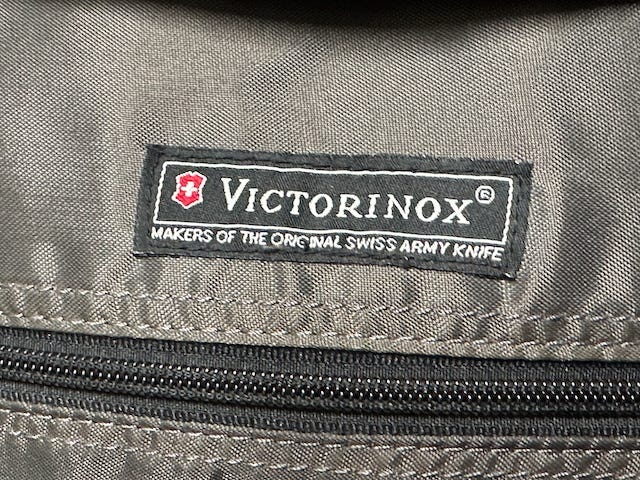 VICTORINOX®
MAKERS OF THE ORIGINAL SWISS ARMY KNIFE